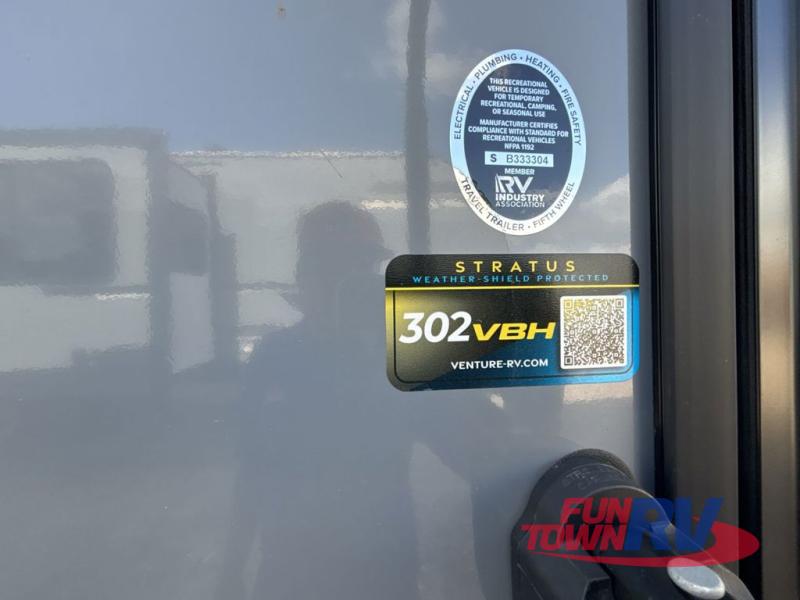 ELECTRICAL • PLUMBING • HEATING • FIRE SAFETY
THIS RECREATIONAL
VEHICLE IS DESIGNED
FOR TEMPORARY
RECREATIONAL, CAMPING,
OR SEASONAL USE
MANUFACTURER CERTIFIES
COMPLIANCE WITH STANDARD FOR
RECREATIONAL VEHICLES
NFPA 1192
S B333304
MEMBER
RV
INDUSTRY
ASSOCIATION
TRAVEL TRAILER • FIFTH WHEEL
STRATUS
WEATHER-SHIELD PROTECTED
302VBH
VENTURE-RV.COM
FUN
TOWN RV